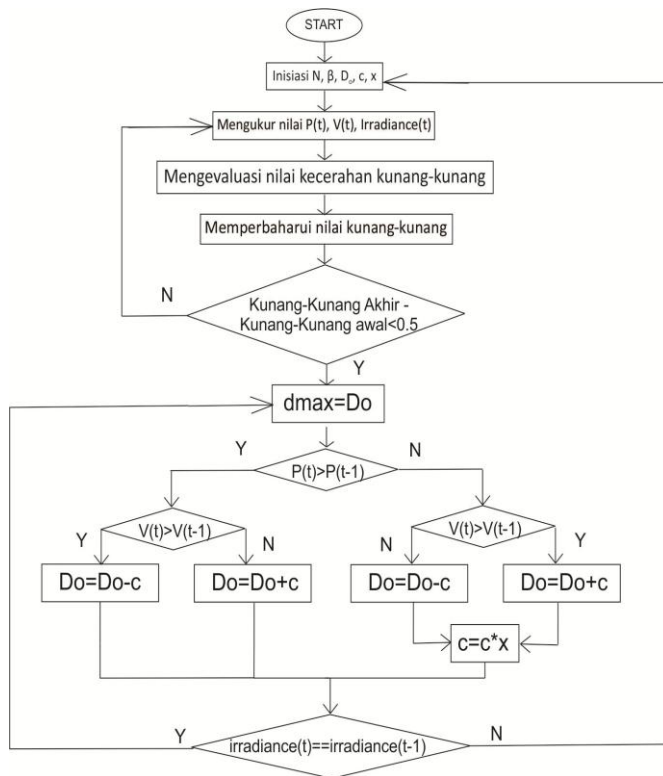 START
Inisiasi N, β, Dₒ, c, x
Mengukur nilai P(t), V(t), Irradiance(t)
Mengevaluasi nilai kecerahan kunang-kunang
Memperbaharui nilai kunang-kunang
N
Kunang-Kunang Akhir -
Kunang-Kunang awal<0.5
Y
dmax=Do
Y
N
P(t)>P(t-1)
V(t)>V(t-1)
V(t)>V(t-1)
Y
N
N
Y
Do=Do-c
Do=Do+c
Do=Do-c
Do=Do+c
c=c*x
Y
N
irradiance(t)==irradiance(t-1)